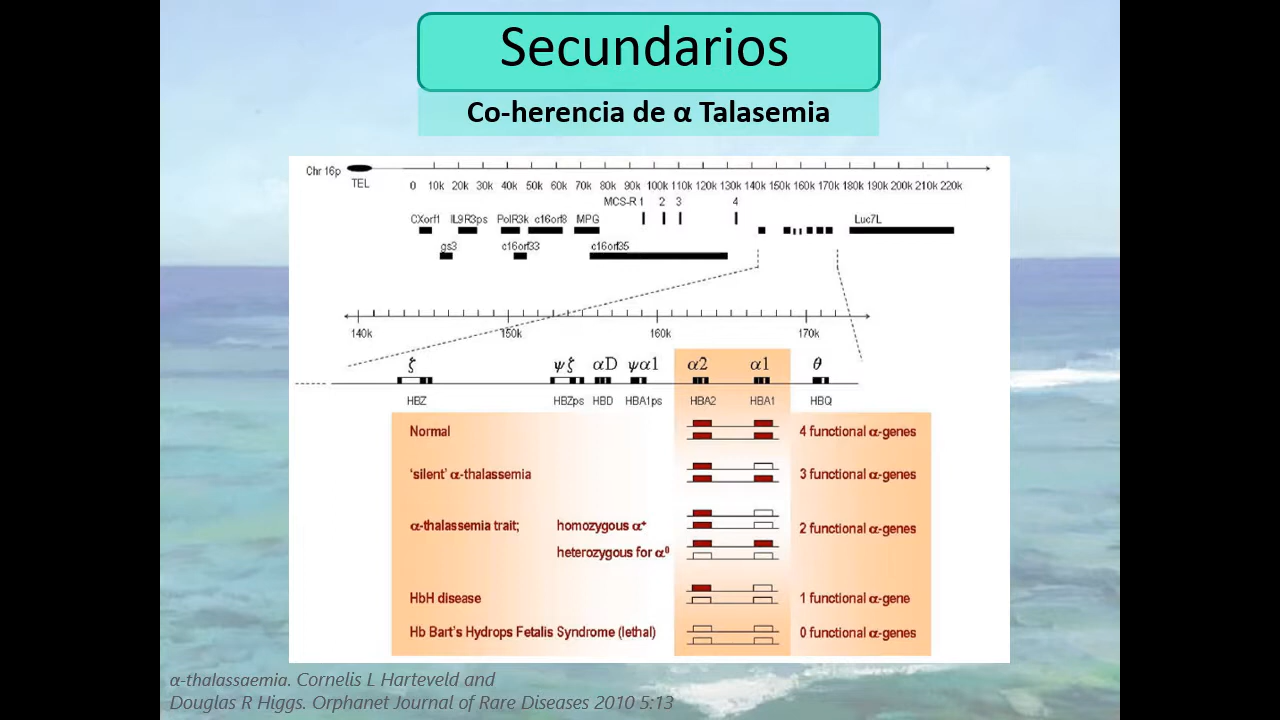 Secundarios
Co-herencia de α Talasemia
Chr 16p
TEL
0 10k 20k 30k 40k 50k 60k 70k 80k 90k 100k 110k 120k 130k 140k 150k 160k 170k 180k 190k 200k 210k 220k
MCS-R 1 2 3 4
CXorf1 IL9R3ps PolR3k c16orf8 MPG Luc7L
gs3 c16orf33 c16orf35
140k 150k 160k 170k
ζ ψζ αD ψα1 α2 α1 θ
HBZ HBZps HBD HBA1ps HBA2 HBA1 HBQ
Normal 4 functional α-genes
‘silent’ α-thalassemia 3 functional α-genes
α-thalassemia trait; homozygous α⁺ 2 functional α-genes
heterozygous for α⁰
HbH disease 1 functional α-gene
Hb Bart’s Hydrops Fetalis Syndrome (lethal) 0 functional α-genes
α-thalassaemia. Cornelis L Harteveld and
Douglas R Higgs. Orphanet Journal of Rare Diseases 2010 5:13